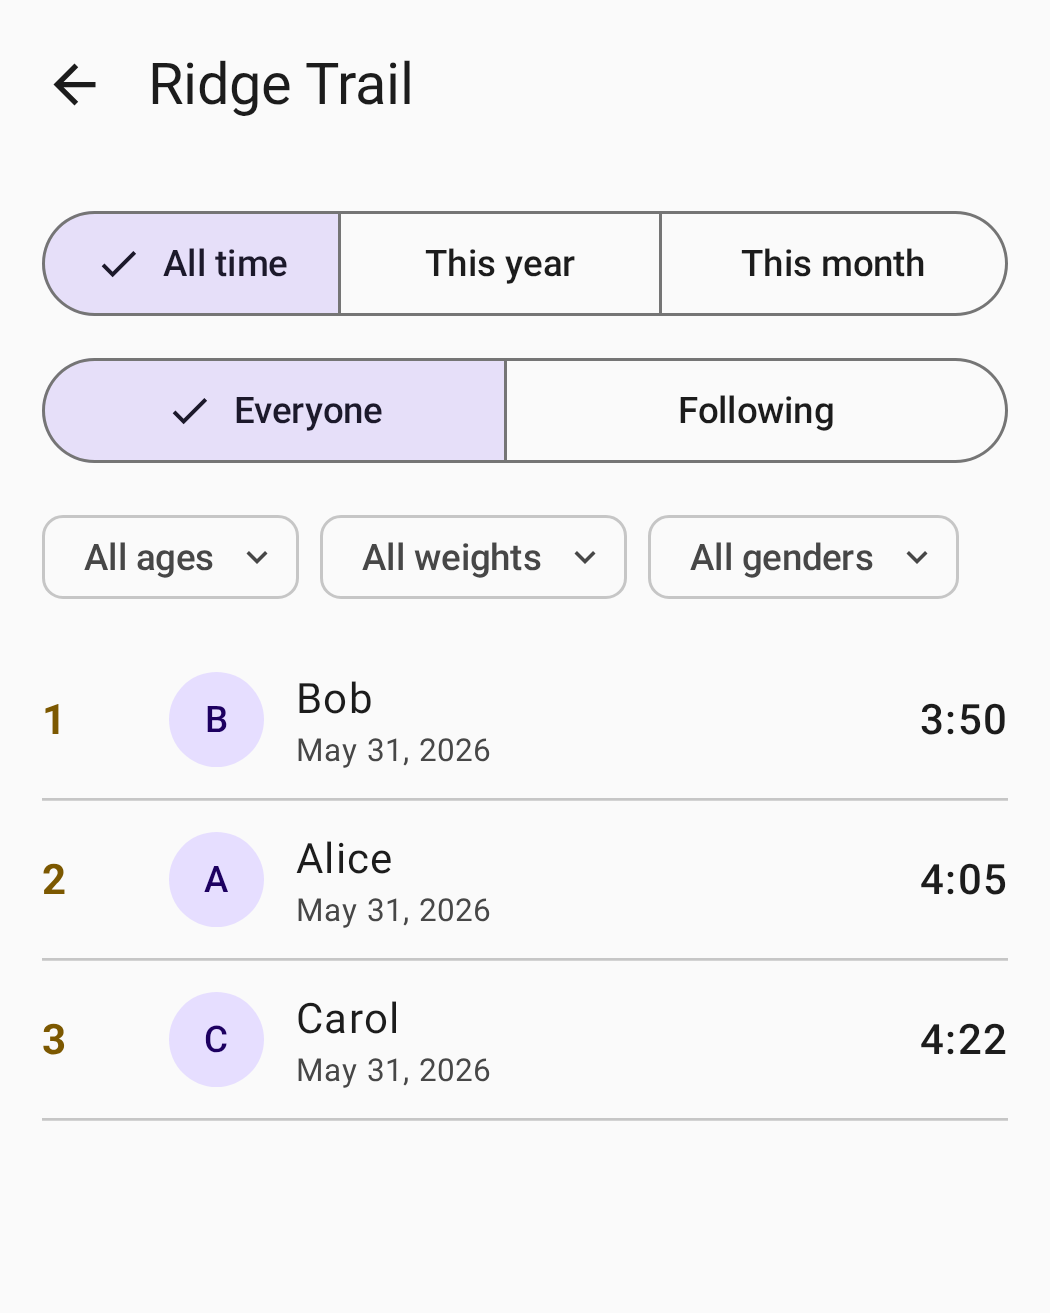 Ridge Trail
All time This year This month
Everyone Following
All ages All weights All genders
1 B Bob 3:50
May 31, 2026
2 A Alice 4:05
May 31, 2026
3 C Carol 4:22
May 31, 2026